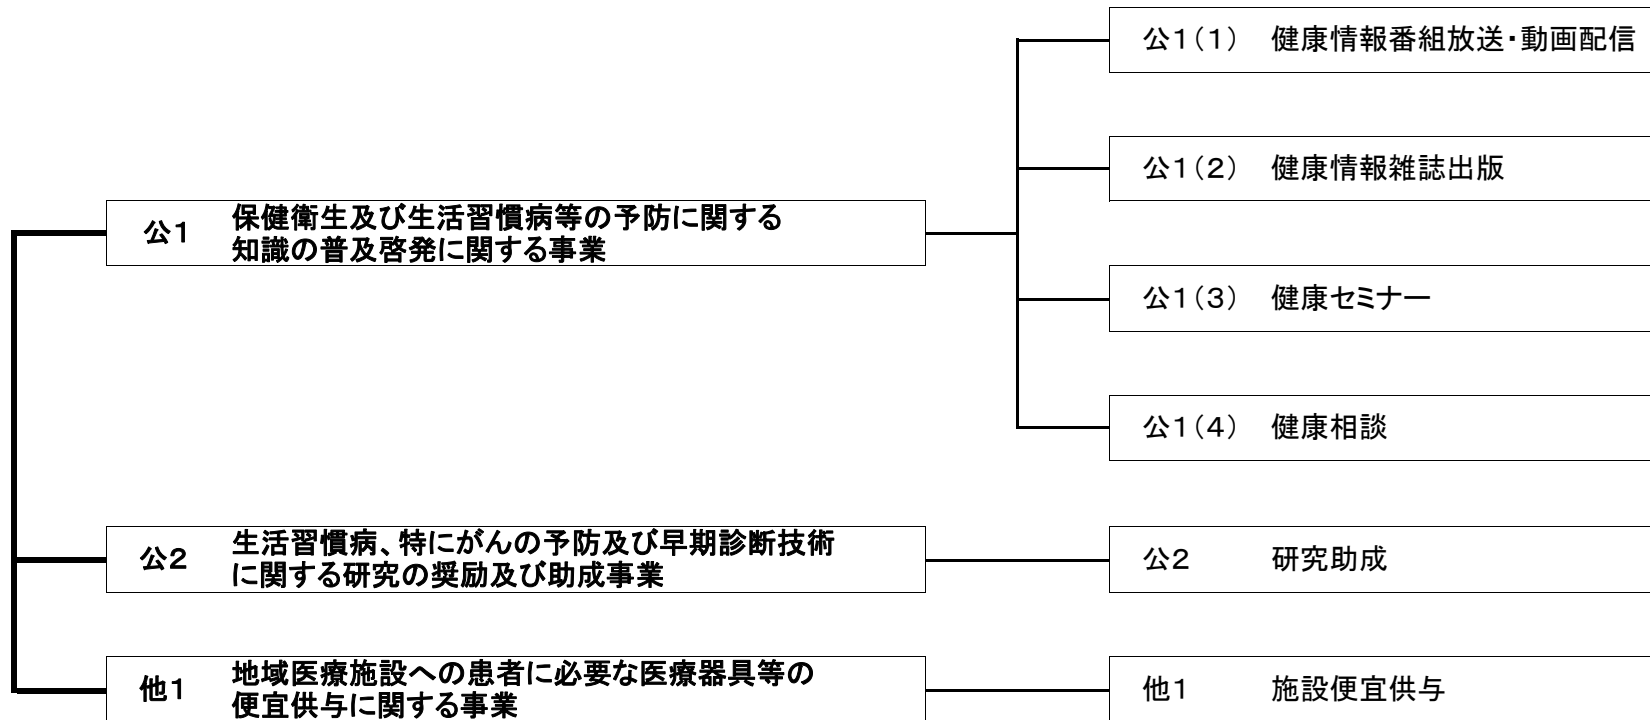 公1(1) 健康情報番組放送・動画配信
公1(2) 健康情報雑誌出版
公1 保健衛生及び生活習慣病等の予防に関する
知識の普及啓発に関する事業
公1(3) 健康セミナー
公1(4) 健康相談
公2 生活習慣病、特にがんの予防及び早期診断技術
に関する研究の奨励及び助成事業
公2 研究助成
他1 地域医療施設への患者に必要な医療器具等の
便宜供与に関する事業
他1 施設便宜供与